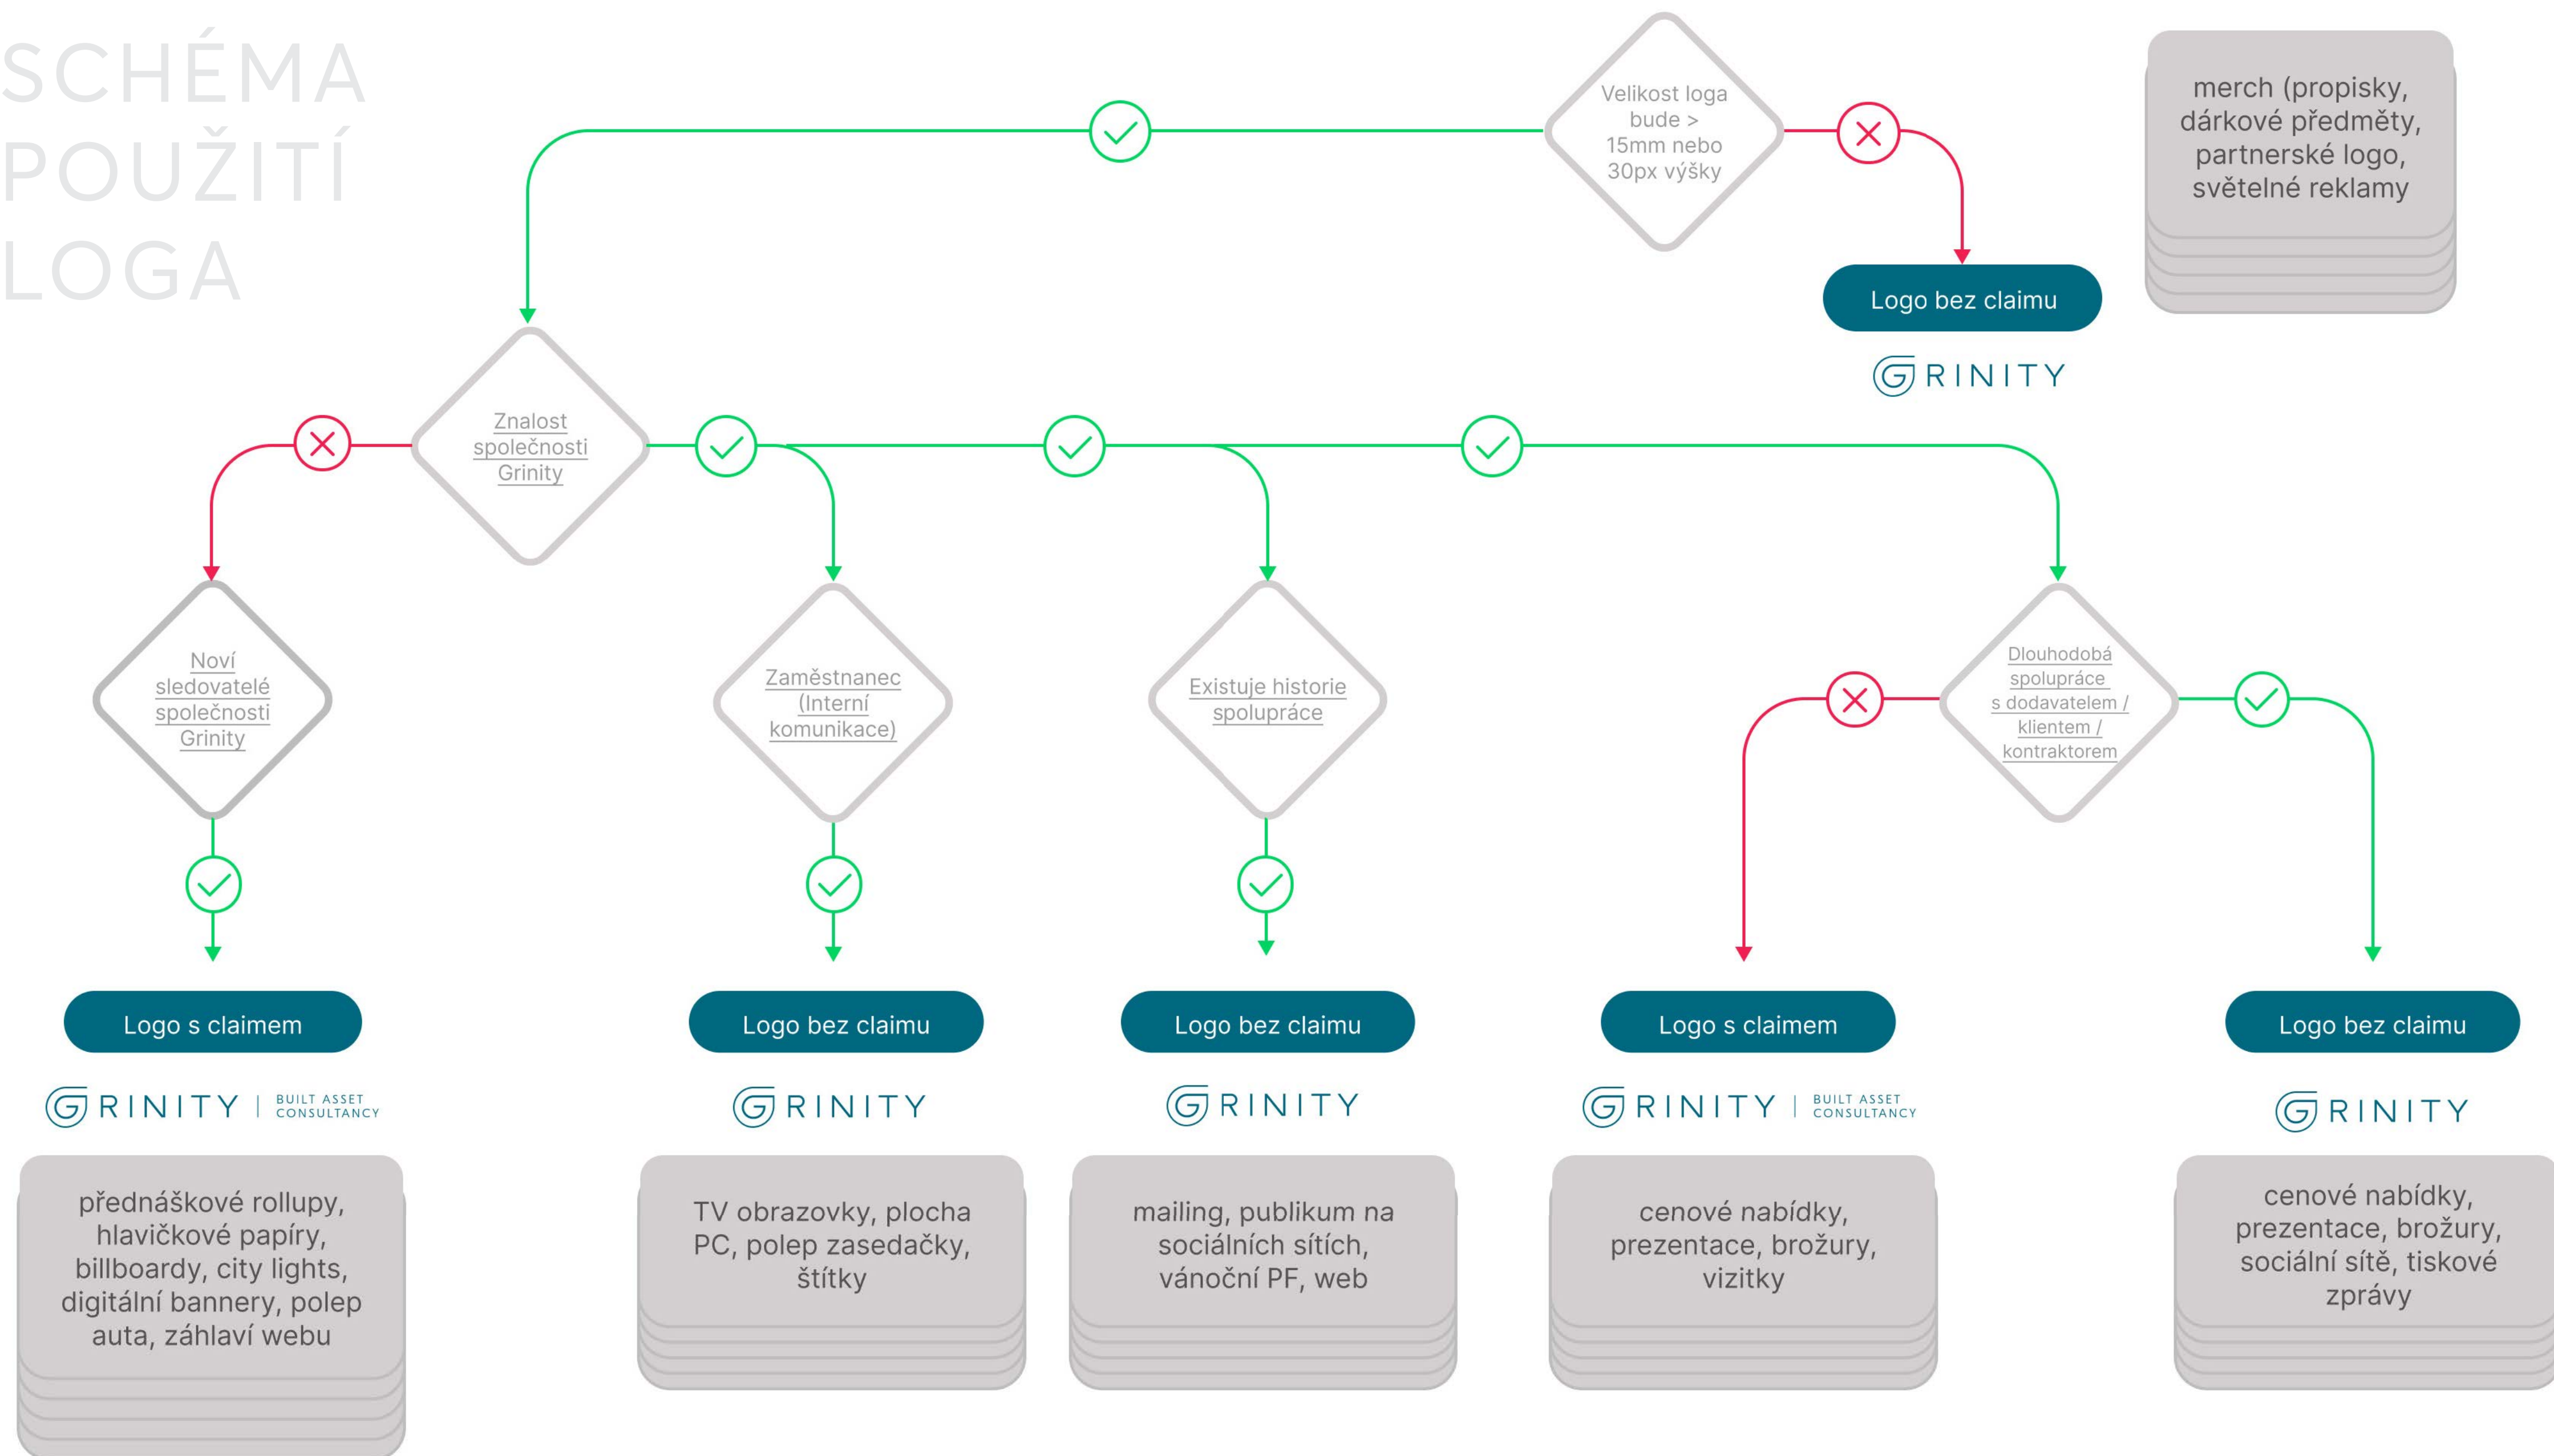 SCHÉMA
POUŽITÍ
LOGA
Velikost loga
bude >
15mm nebo
30px výšky
merch (propisky,
dárkové předměty,
partnerské logo,
světelné reklamy
Logo bez claimu
GRINITY
Znalost
společnosti
Grinity
Noví
sledovatelé
společnosti
Grinity
Zaměstnanec
(Interní
komunikace)
Existuje historie
spolupráce
Dlouhodobá
spolupráce
s dodavatelem /
klientem /
kontraktorem
Logo s claimem
GRINITY | BUILT ASSET
CONSULTANCY
přednáškové rollupy,
hlavičkové papíry,
billboardy, city lights,
digitální bannery, polep
auta, záhlaví webu
Logo bez claimu
GRINITY
TV obrazovky, plocha
PC, polep zasedačky,
štítky
Logo bez claimu
GRINITY
mailing, publikum na
sociálních sítích,
vánoční PF, web
Logo s claimem
GRINITY | BUILT ASSET
CONSULTANCY
cenové nabídky,
prezentace, brožury,
vizitky
Logo bez claimu
GRINITY
cenové nabídky,
prezentace, brožury,
sociální sítě, tiskové
zprávy